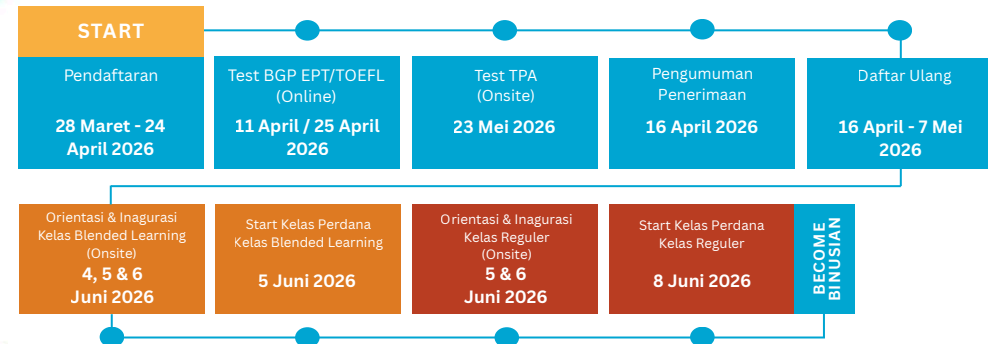 START
Pendaftaran
28 Maret - 24
April 2026
Test BGP EPT/TOEFL
(Online)
11 April / 25 April
2026
Test TPA
(Onsite)
23 Mei 2026
Pengumuman
Penerimaan
16 April 2026
Daftar Ulang
16 April - 7 Mei
2026
Orientasi & Inagurasi
Kelas Blended Learning
(Onsite)
4, 5 & 6
Juni 2026
Start Kelas Perdana
Kelas Blended Learning
5 Juni 2026
Orientasi & Inagurasi
Kelas Reguler
(Onsite)
5 & 6
Juni 2026
Start Kelas Perdana
Kelas Reguler
8 Juni 2026
BECOME
BINUSIAN